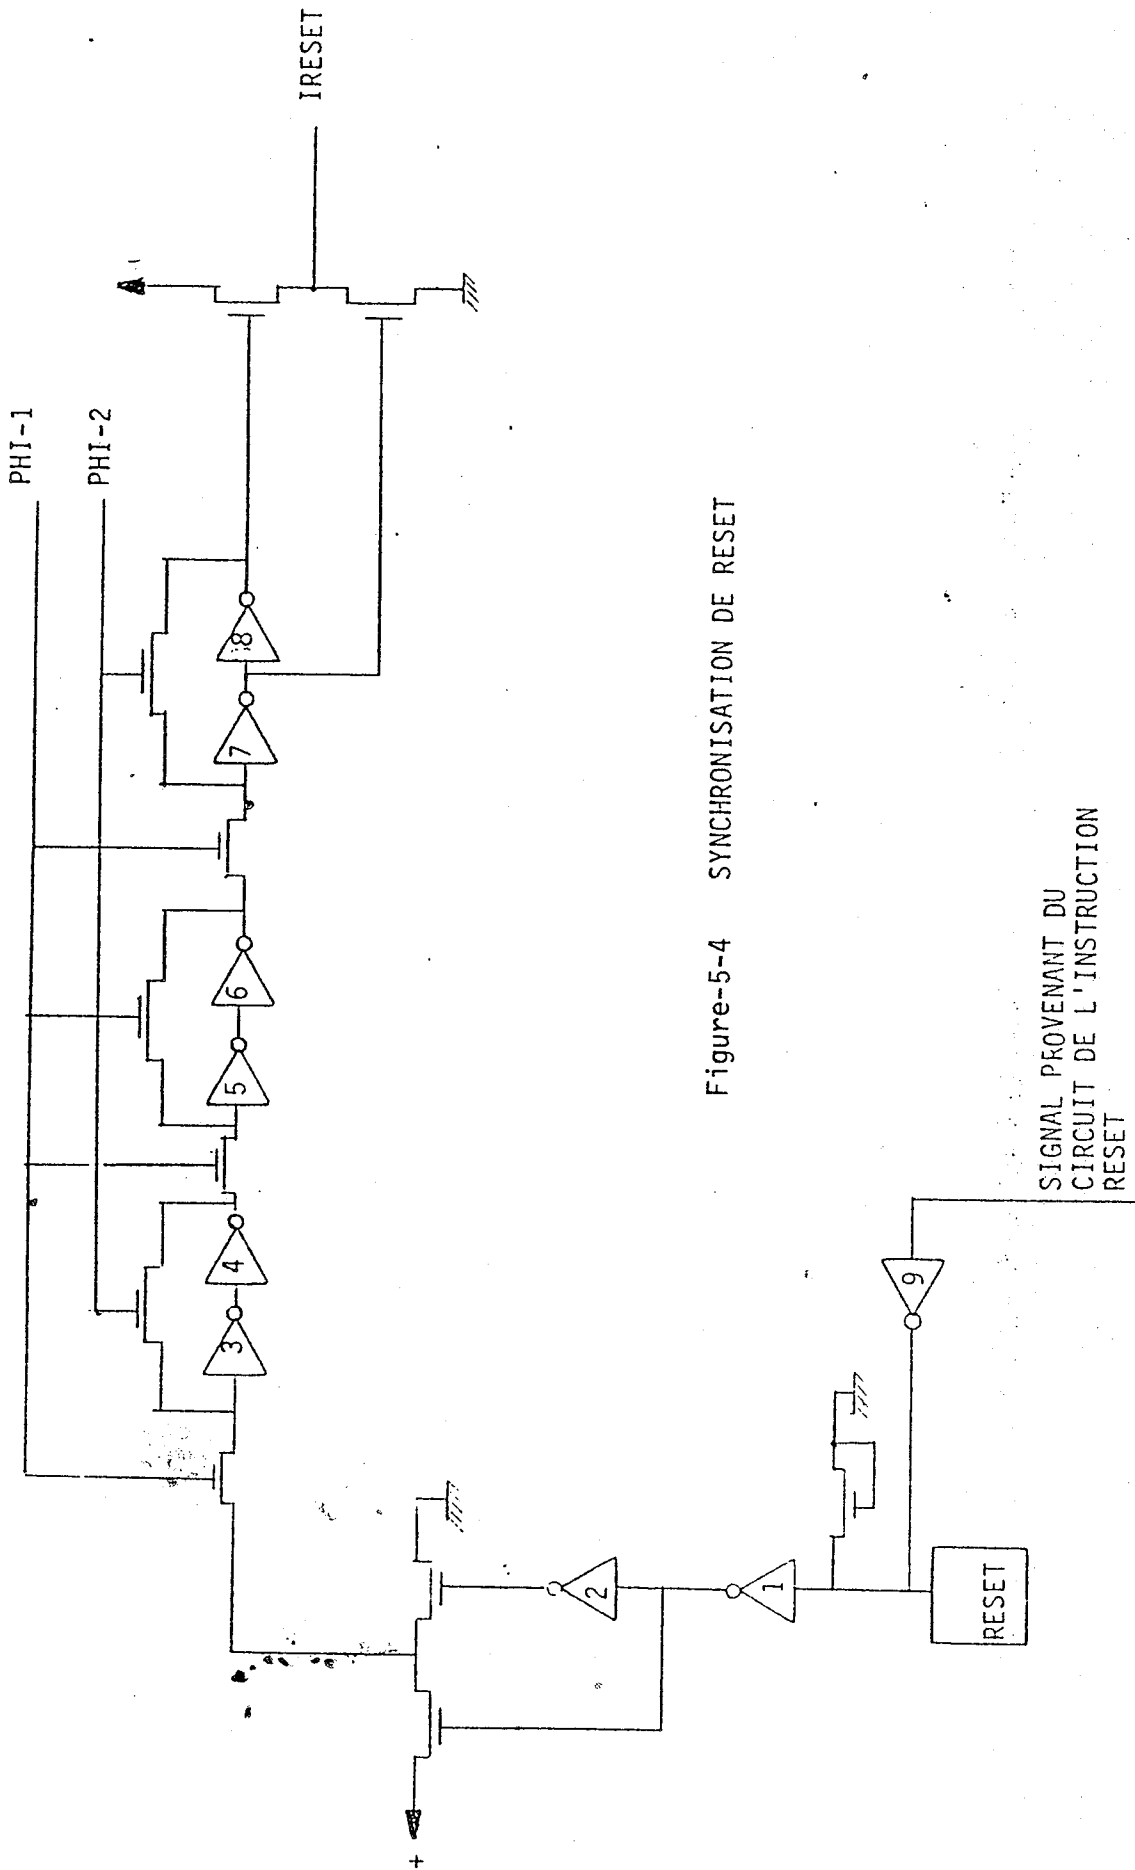 PHI-1
PHI-2
IRESET
3
4
5
6
7
8
+
2
1
9
RESET
SIGNAL PROVENANT DU
CIRCUIT DE L'INSTRUCTION
RESET
Figure-5-4 SYNCHRONISATION DE RESET